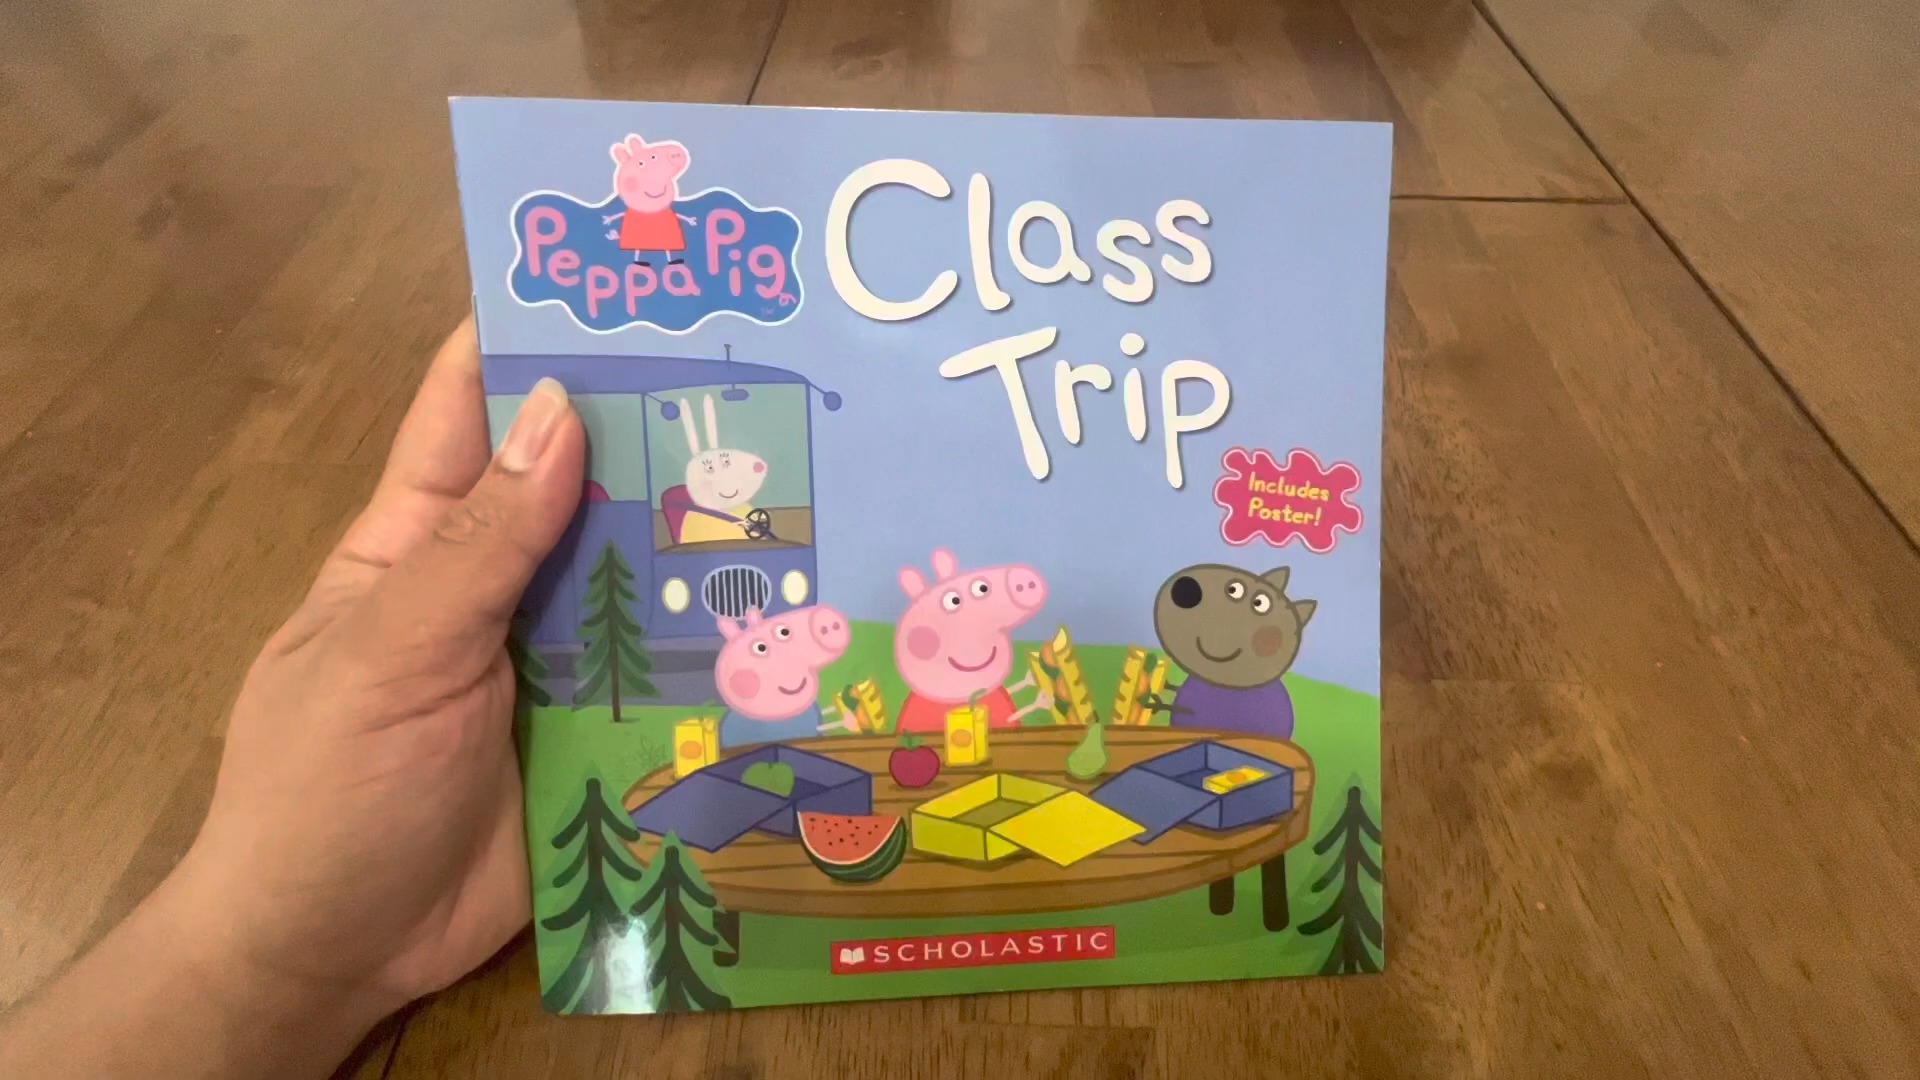 Peppa Pig
Class
Trip
Includes
Poster!
SCHOLASTIC